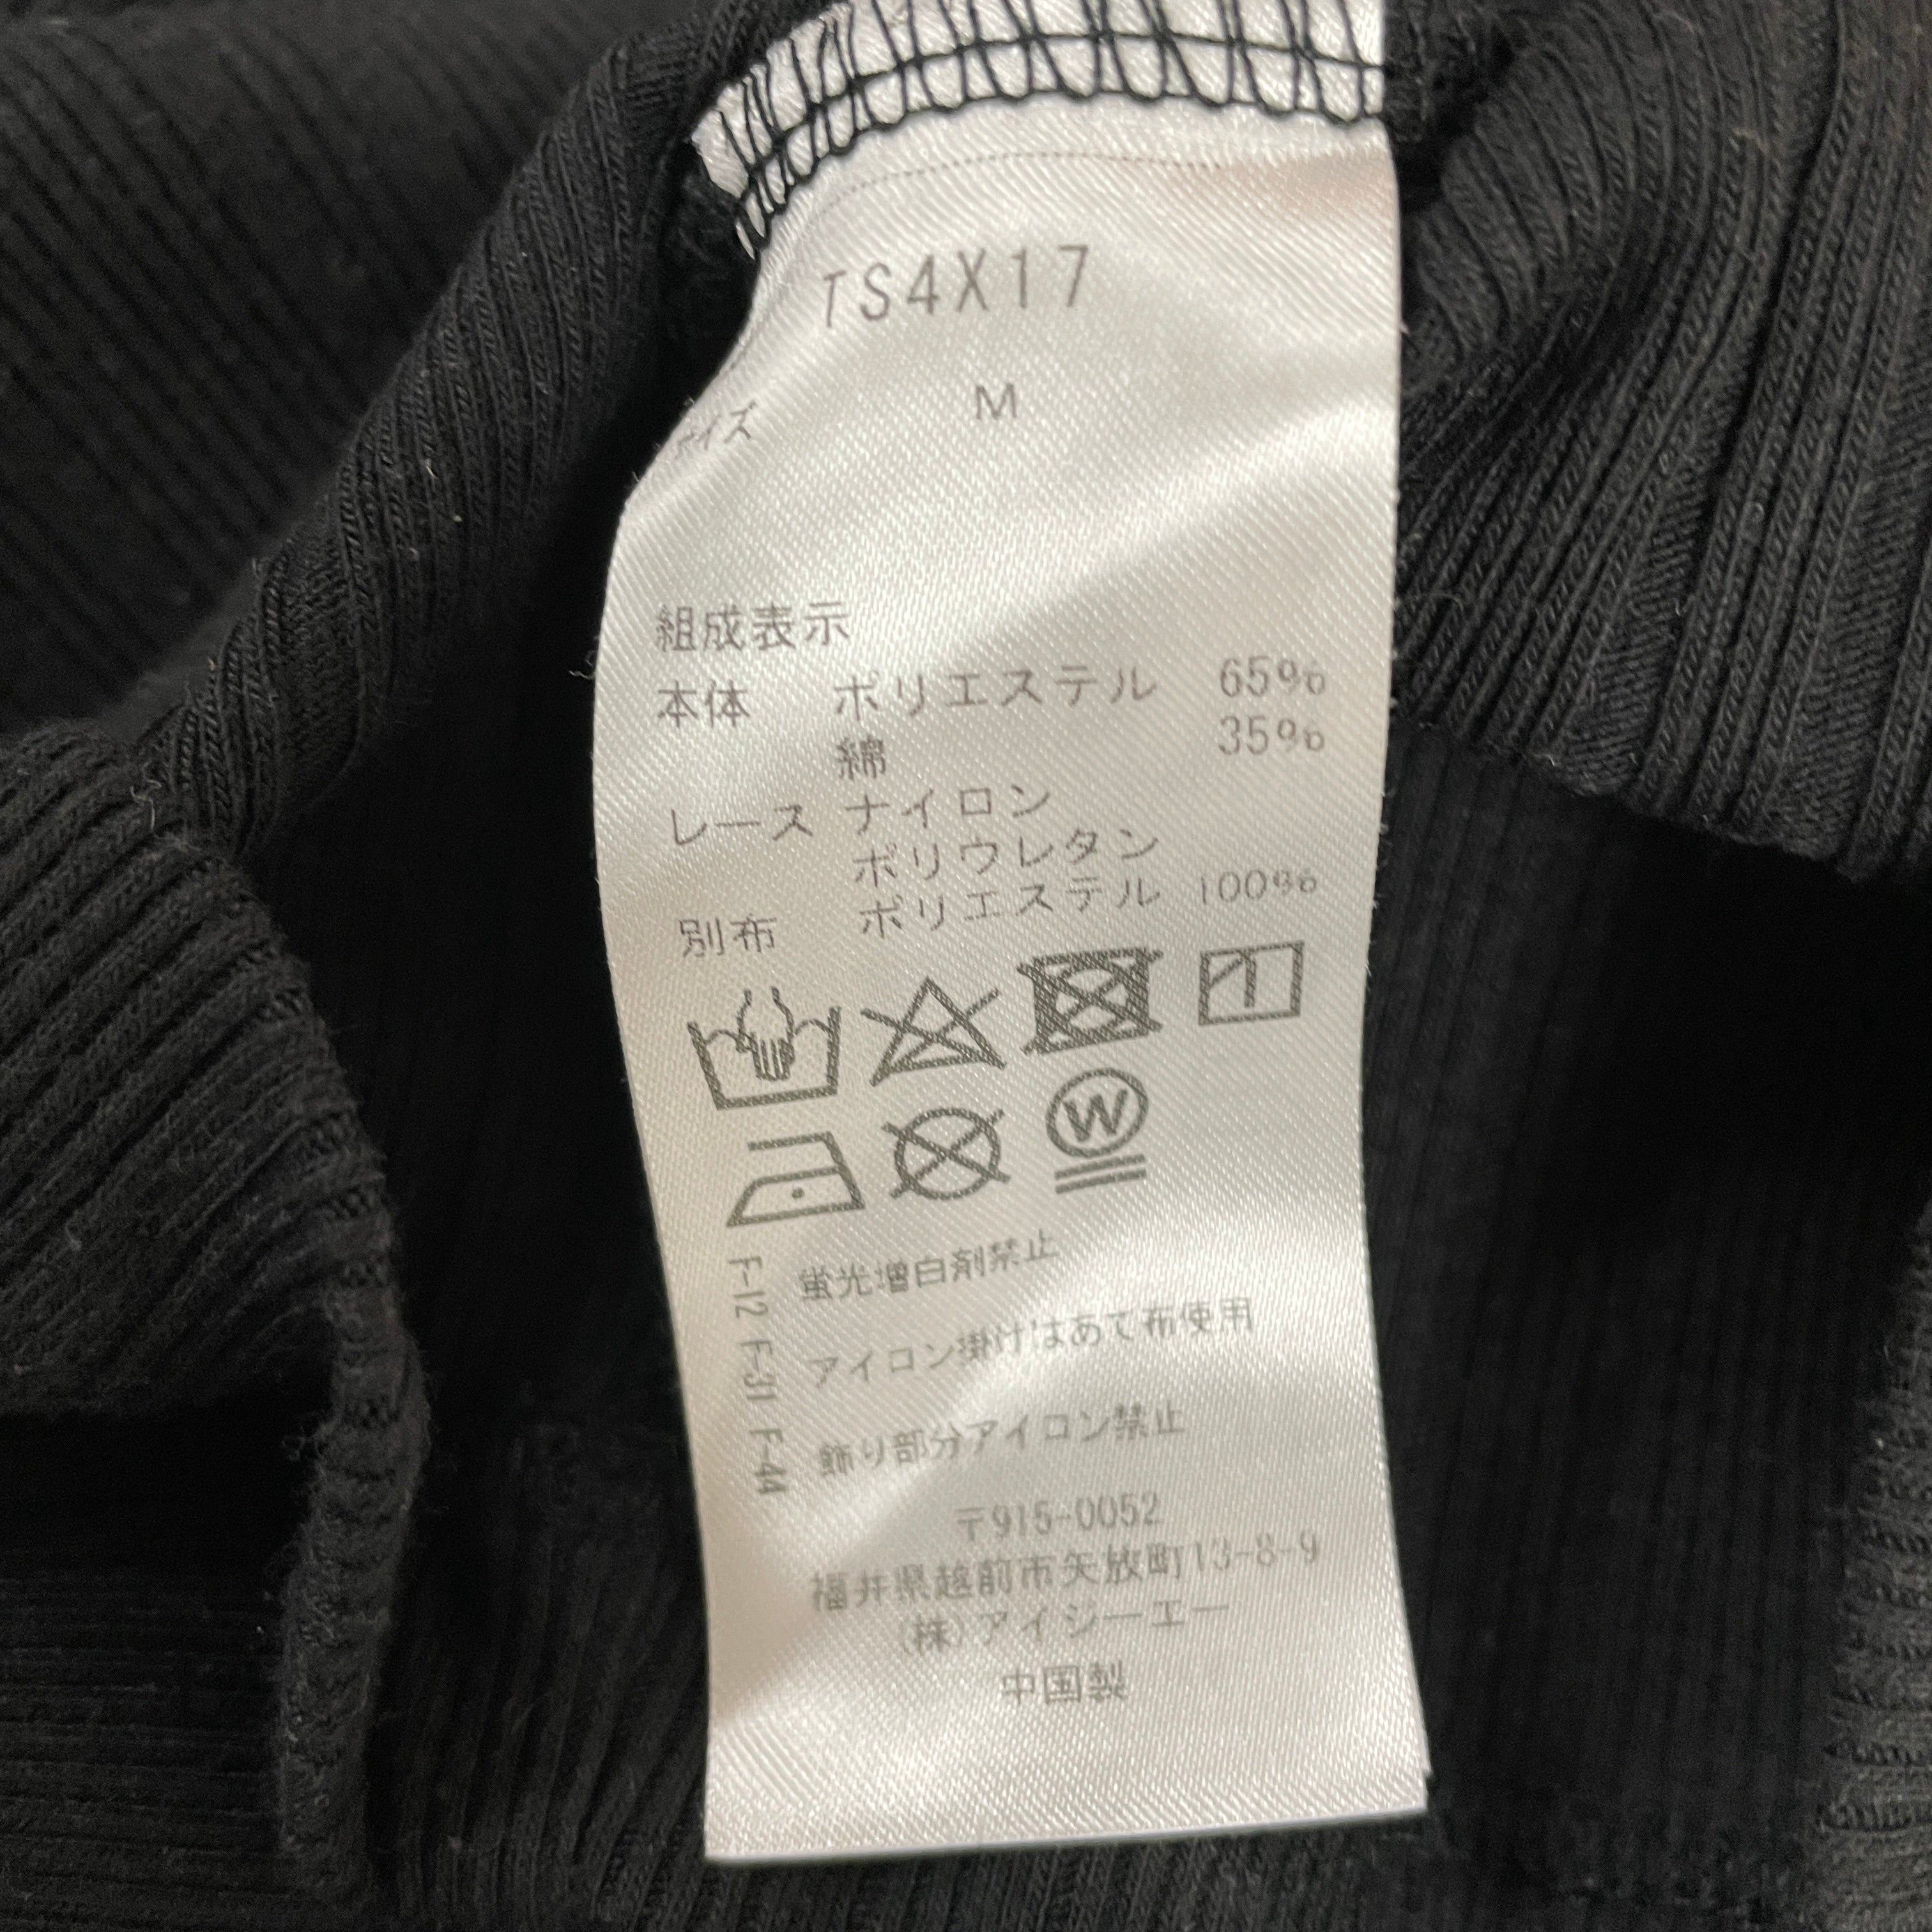 TS4X17
サイズ M
組成表示
本体 ポリエステル 65%
綿 35%
レース ナイロン
ポリウレタン
別布 ポリエステル 100%
W
F-12 F-31 F-44
蛍光増白剤禁止
アイロン掛けはあて布使用
飾り部分アイロン禁止
〒915-0052
福井県越前市矢放町13-8-9
(株)アイジーエー
中国製